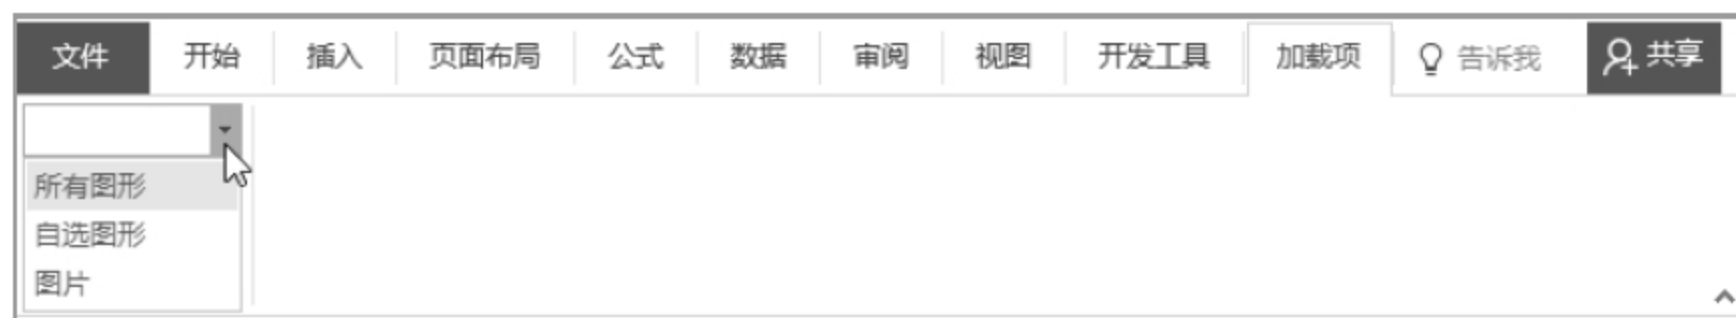 文件 开始 插入 页面布局 公式 数据 审阅 视图 开发工具 加载项 告诉我 共享
所有图形
自选图形
图片